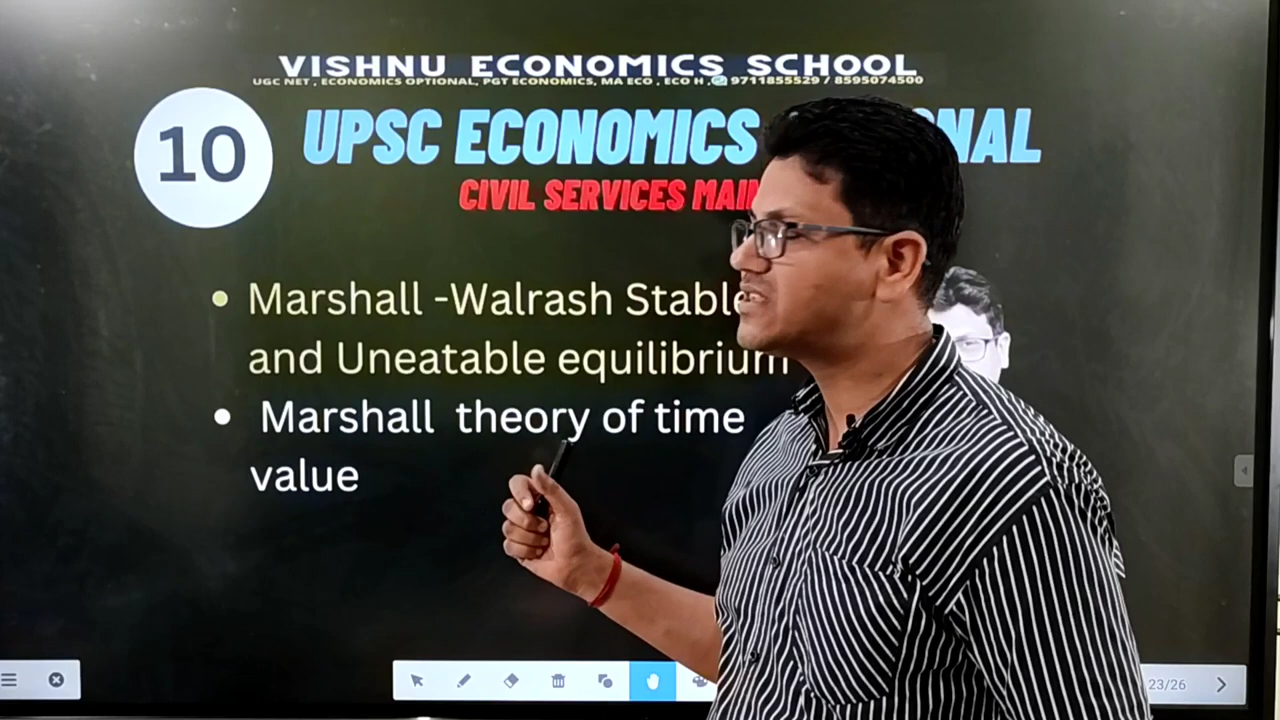 VISHNU ECONOMICS SCHOOL
UGC NET , ECONOMICS OPTIONAL, PGT ECONOMICS, MA ECO , ECO H , 9711855529 / 8595074500
10
UPSC ECONOMICS
CIVIL SERVICES
Marshall -Walrash Stable
and Uneatable equilibrium
Marshall theory of time
value
23/26